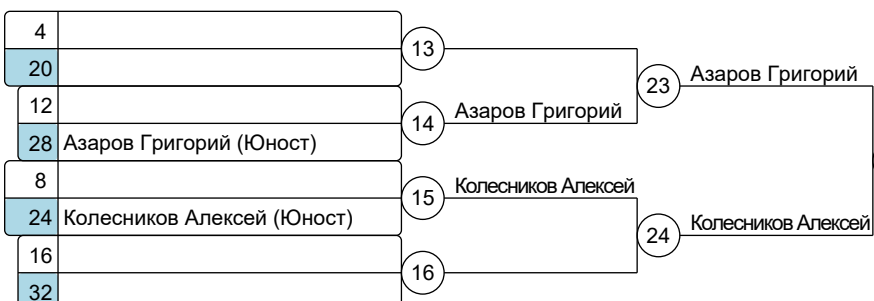 4
20
13
Азаров Григорий
23
12
14
Азаров Григорий
28 Азаров Григорий (Юност)
8
15
Колесников Алексей
24 Колесников Алексей (Юност)
24
Колесников Алексей
16
16
32